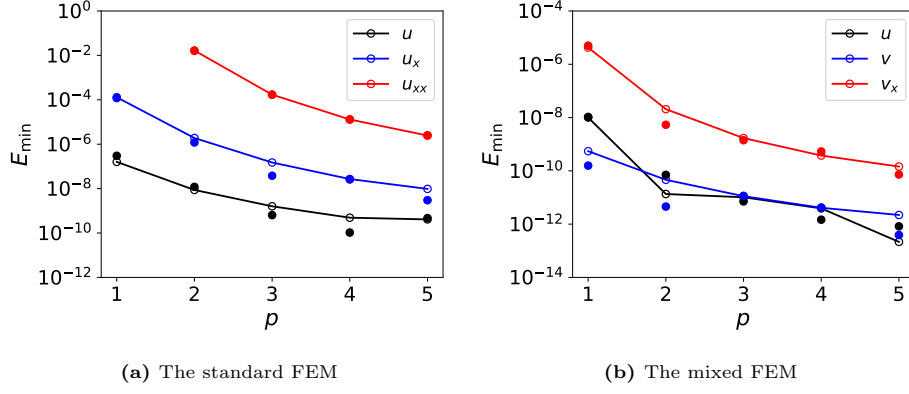 10⁰
10⁻²
10⁻⁴
10⁻⁶
10⁻⁸
10⁻¹⁰
10⁻¹²
E_min
1 2 3 4 5
p
u
u_x
u_xx
(a) The standard FEM
10⁻⁴
10⁻⁶
10⁻⁸
10⁻¹⁰
10⁻¹²
10⁻¹⁴
E_min
1 2 3 4 5
p
u
v
v_x
(b) The mixed FEM